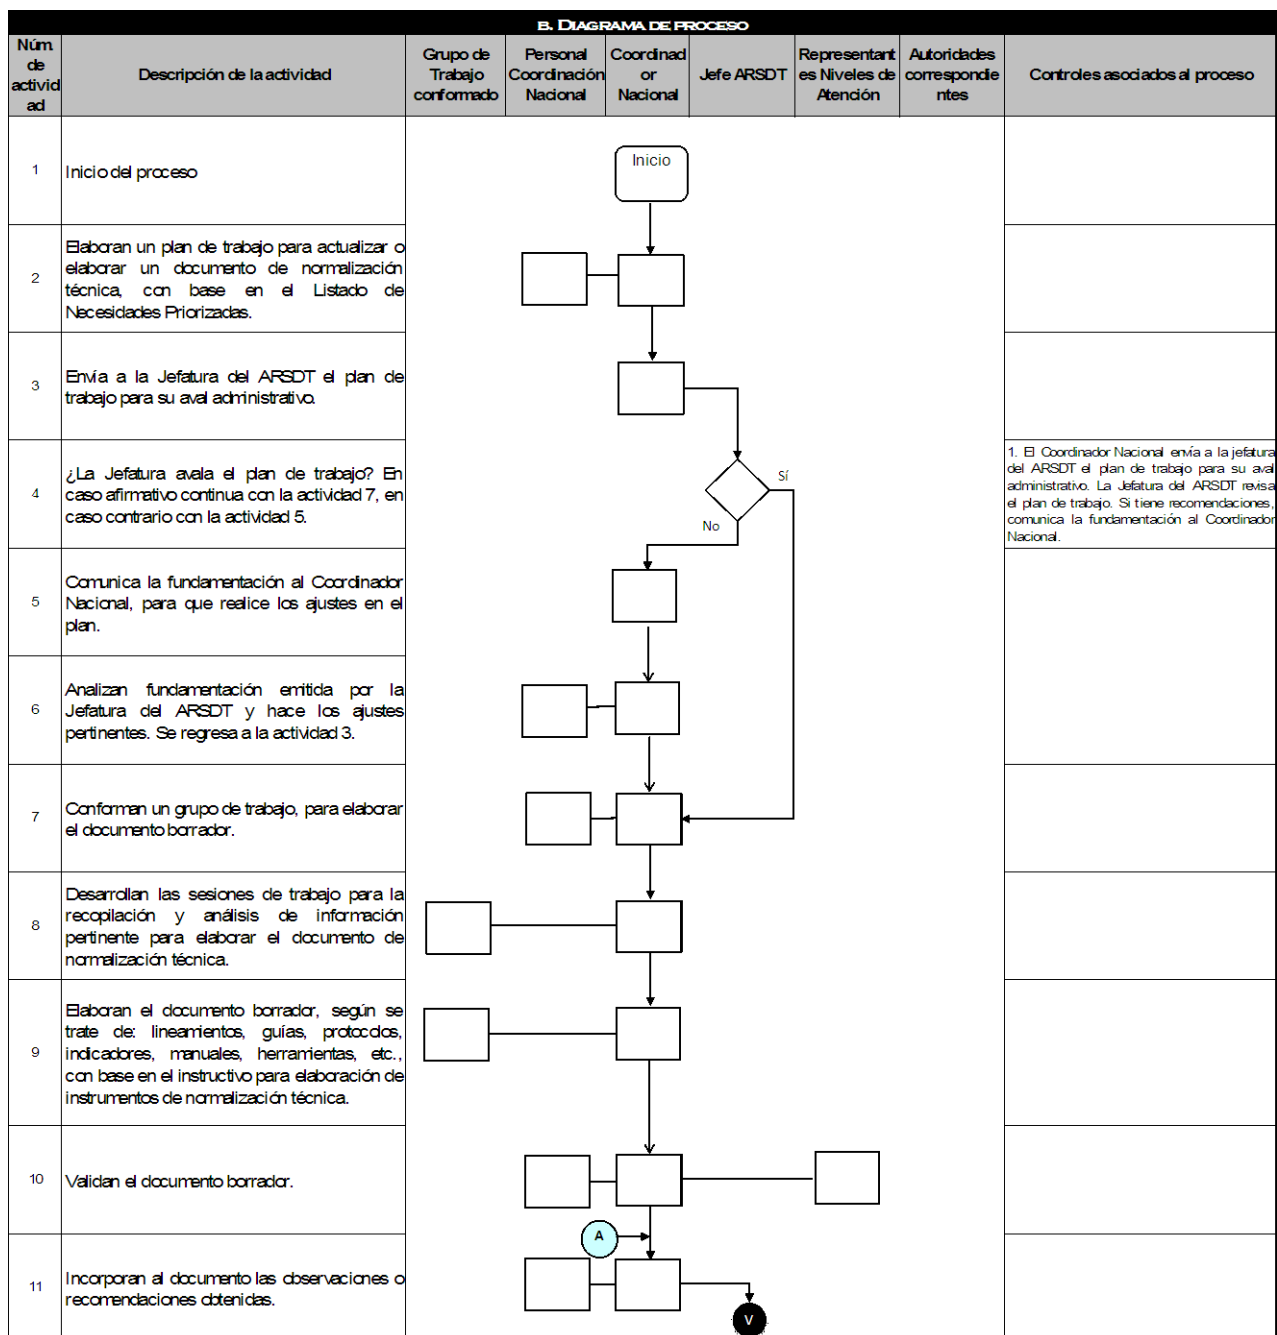 B. DIAGRAMA DE PROCESO
Núm.
de
activid
ad
Descripción de la actividad
Grupo de
Trabajo
conformado
Personal
Coordinación
Nacional
Coordinad
or
Nacional
Jefe ARSDT
Representant
es Niveles de
Atención
Autoridades
correspondie
ntes
Controles asociados al proceso
1
Inicio del proceso
Inicio
2
Elaboran un plan de trabajo para actualizar o
elaborar un documento de normalización
técnica, con base en el Listado de
Necesidades Priorizadas.
3
Envía a la Jefatura del ARSDT el plan de
trabajo para su aval administrativo.
4
¿La Jefatura avala el plan de trabajo? En
caso afirmativo continua con la actividad 7, en
caso contrario con la actividad 5.
Sí
No
1. El Coordinador Nacional envía a la jefatura
del ARSDT el plan de trabajo para su aval
administrativo. La Jefatura del ARSDT revisa
el plan de trabajo. Si tiene recomendaciones,
comunica la fundamentación al Coordinador
Nacional.
5
Comunica la fundamentación al Coordinador
Nacional, para que realice los ajustes en el
plan.
6
Analizan fundamentación emitida por la
Jefatura del ARSDT y hace los ajustes
pertinentes. Se regresa a la actividad 3.
7
Conforman un grupo de trabajo, para elaborar
el documento borrador.
8
Desarrollan las sesiones de trabajo para la
recopilación y análisis de información
pertinente para elaborar el documento de
normalización técnica.
9
Elaboran el documento borrador, según se
trate de: lineamientos, guías, protocolos,
indicadores, manuales, herramientas, etc.,
con base en el instructivo para elaboración de
instrumentos de normalización técnica.
10
Validan el documento borrador.
A
11
Incorporan al documento las observaciones o
recomendaciones obtenidas.
V